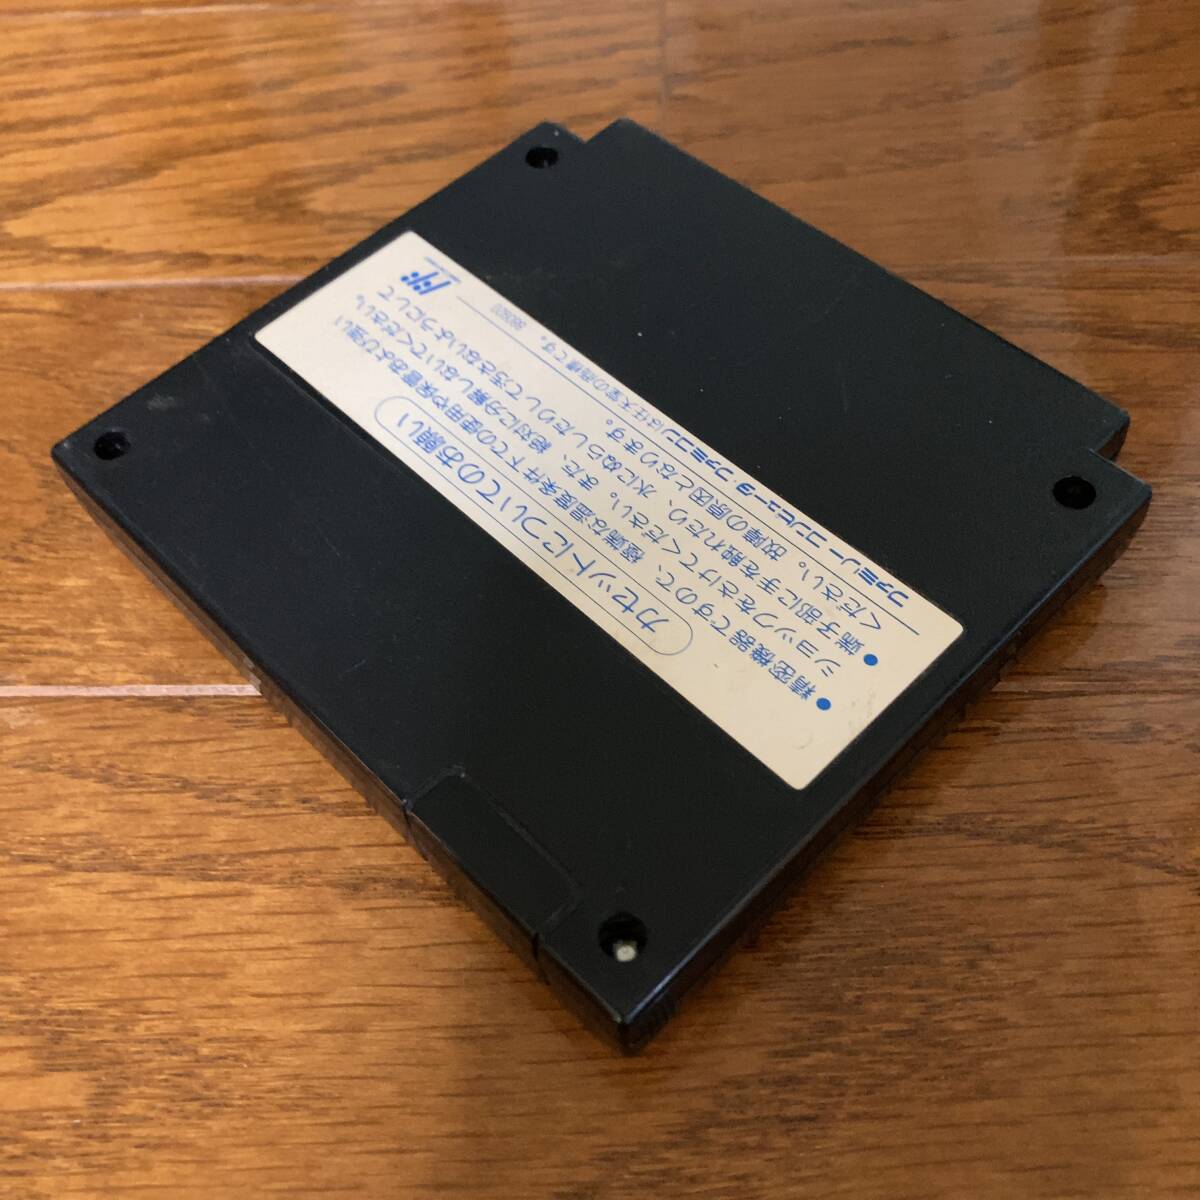 カセットについてのお願い
●精密機器ですので、極端な温度条件下での使用や保管および強い
ショックをさけてください。また、絶対に分解しないでください。
●端子部に手を触れたり、水にぬらしたりして汚さないようにして
ください。故障の原因となります。
ファミリーコンピュータ・ファミコンは任天堂の商標です。